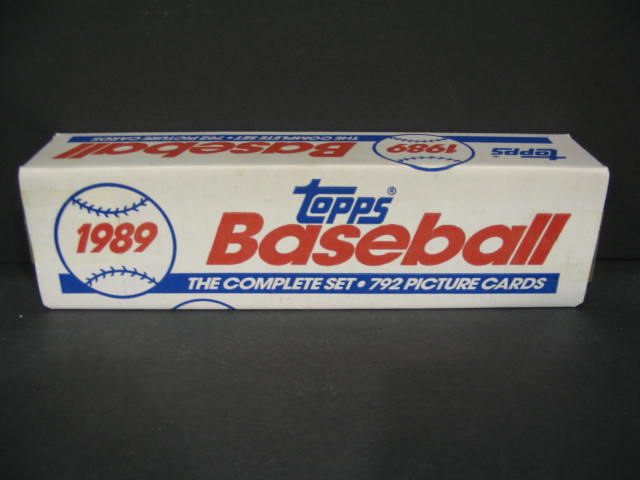 THE COMPLETE SET • 792 PICTURE CARDS
Baseball
1989
topps
topps®
1989
Baseball
THE COMPLETE SET • 792 PICTURE CARDS